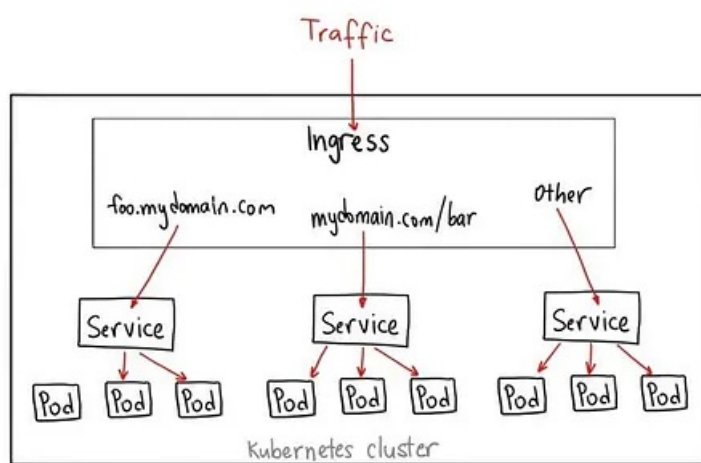 Traffic
Ingress
foo.mydomain.com
mydomain.com/bar
Other
Service
Service
Service
Pod
Pod
Pod
Pod
Pod
Pod
Pod
Pod
Pod
Kubernetes cluster